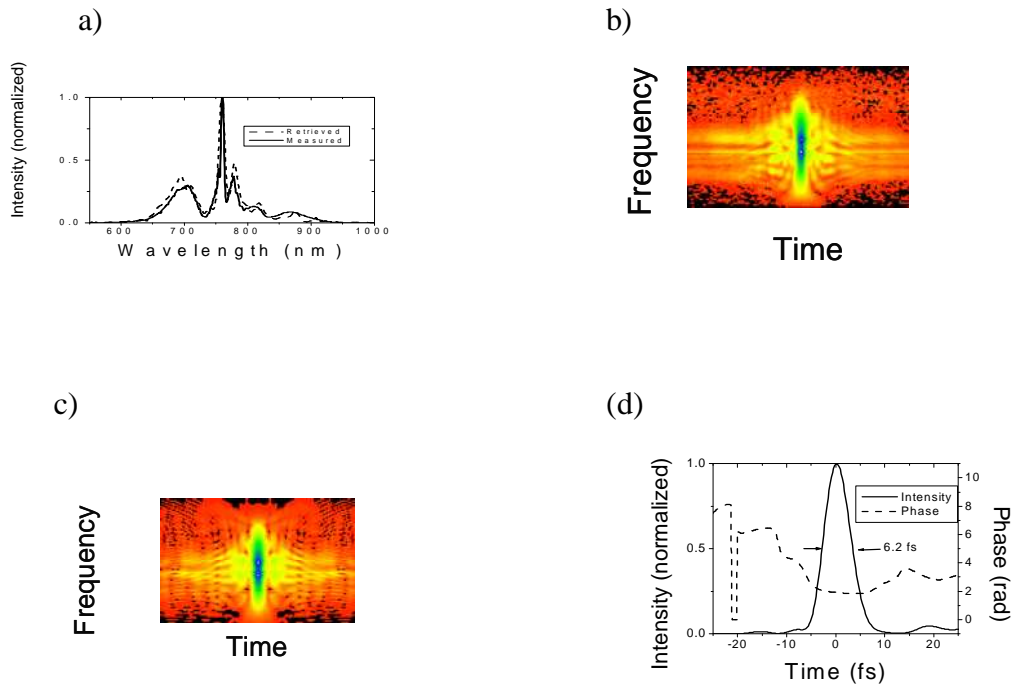 a)
Intensity (normalized)
1.0
0.5
0.0
- - - Retrieved
Measured
600 700 800 900 1000
Wavelength (nm)
b)
Frequency
Time
c)
Frequency
Time
(d)
Intensity (normalized)
1.0
0.5
0.0
Intensity
Phase
6.2 fs
10
8
6
4
2
0
Phase (rad)
-20 -10 0 10 20
Time (fs)